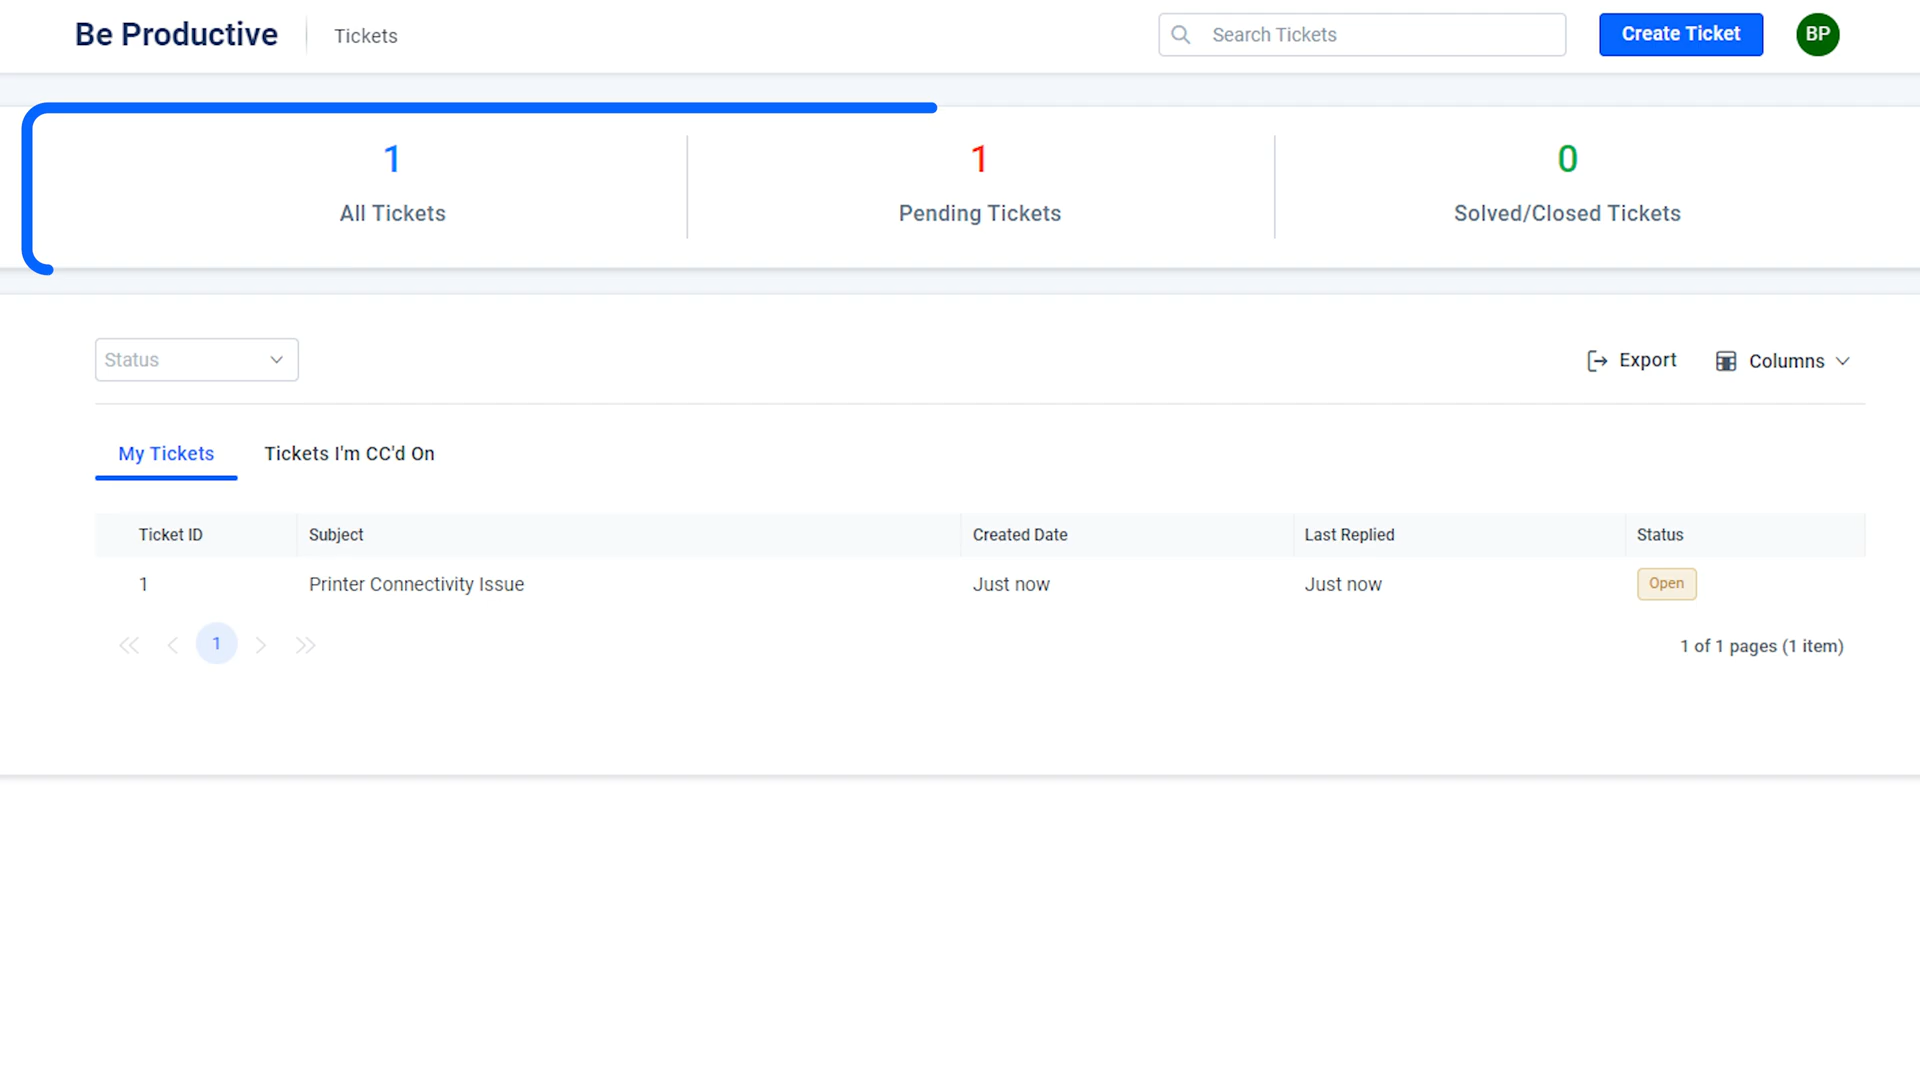 Be Productive
Tickets
Search Tickets
Create Ticket
BP
1
All Tickets
1
Pending Tickets
0
Solved/Closed Tickets
Status
Export
Columns
My Tickets
Tickets I'm CC'd On
Ticket ID Subject Created Date Last Replied Status
1 Printer Connectivity Issue Just now Just now Open
1
1 of 1 pages (1 item)